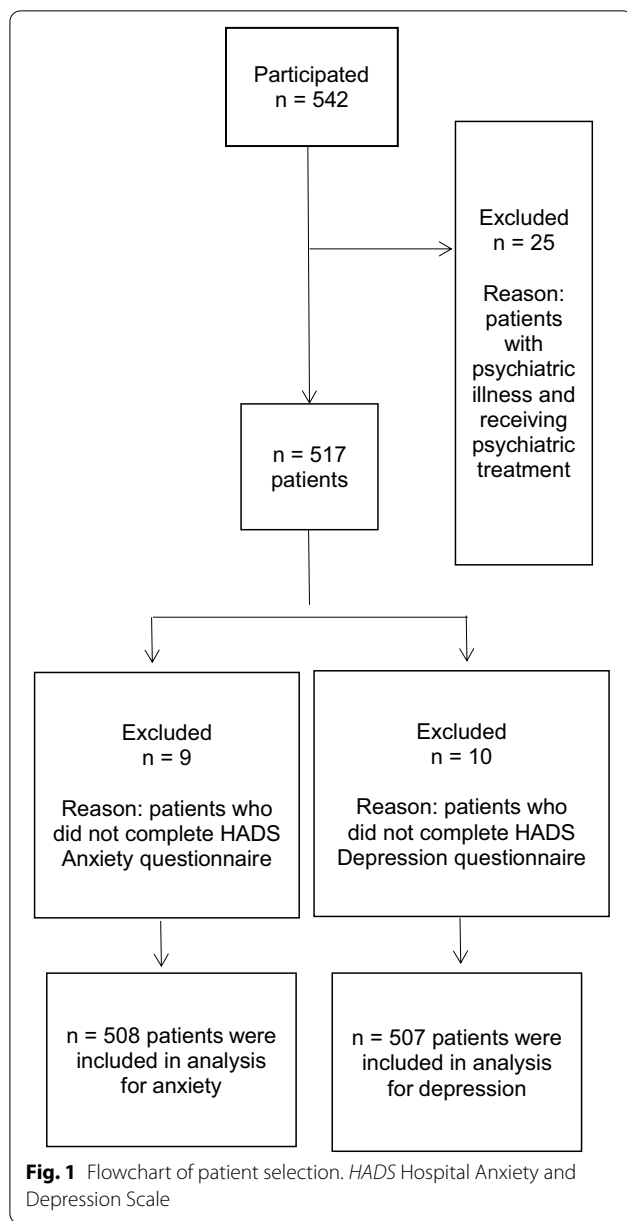 Participated
n = 542
Excluded
n = 25
Reason:
patients
with
psychiatric
illness and
receiving
psychiatric
treatment
n = 517
patients
Excluded
n = 9
Reason: patients who
did not complete HADS
Anxiety questionnaire
Excluded
n = 10
Reason: patients who
did not complete HADS
Depression questionnaire
n = 508 patients were
included in analysis
for anxiety
n = 507 patients were
included in analysis
for depression
Fig. 1 Flowchart of patient selection. HADS Hospital Anxiety and
Depression Scale